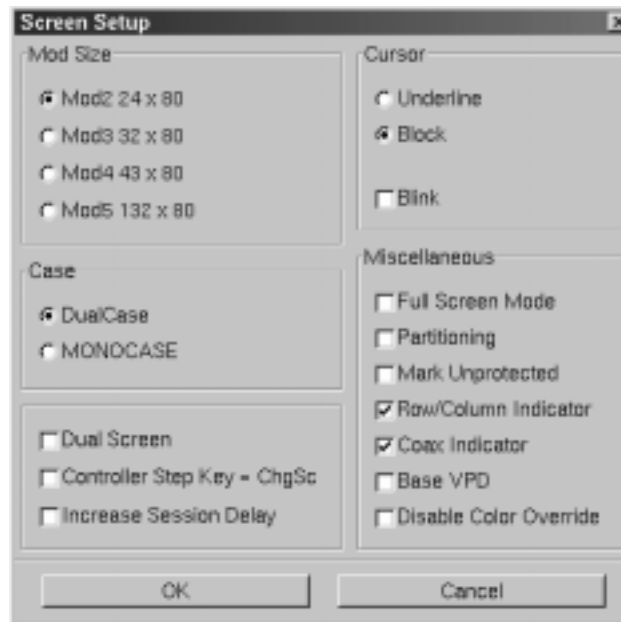 Screen Setup
Mod Size
Mod2 24 x 80
Mod3 32 x 80
Mod4 43 x 80
Mod5 132 x 80
Case
DualCase
MONOCASE
Dual Screen
Controller Step Key = ChgSc
Increase Session Delay
Cursor
Underline
Block
Blink
Miscellaneous
Full Screen Mode
Partitioning
Mark Unprotected
Row/Column Indicator
Coax Indicator
Base VPD
Disable Color Override
OK
Cancel